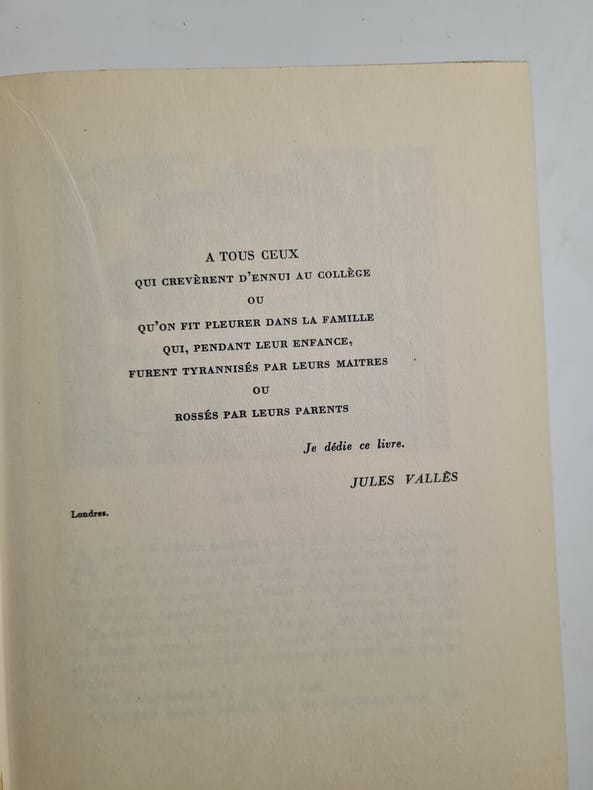 A TOUS CEUX
QUI CREVÈRENT D'ENNUI AU COLLÈGE
OU
QU'ON FIT PLEURER DANS LA FAMILLE
QUI, PENDANT LEUR ENFANCE,
FURENT TYRANNISÉS PAR LEURS MAITRES
OU
ROSSÉS PAR LEURS PARENTS
Je dédie ce livre.
JULES VALLÈS
Londres.